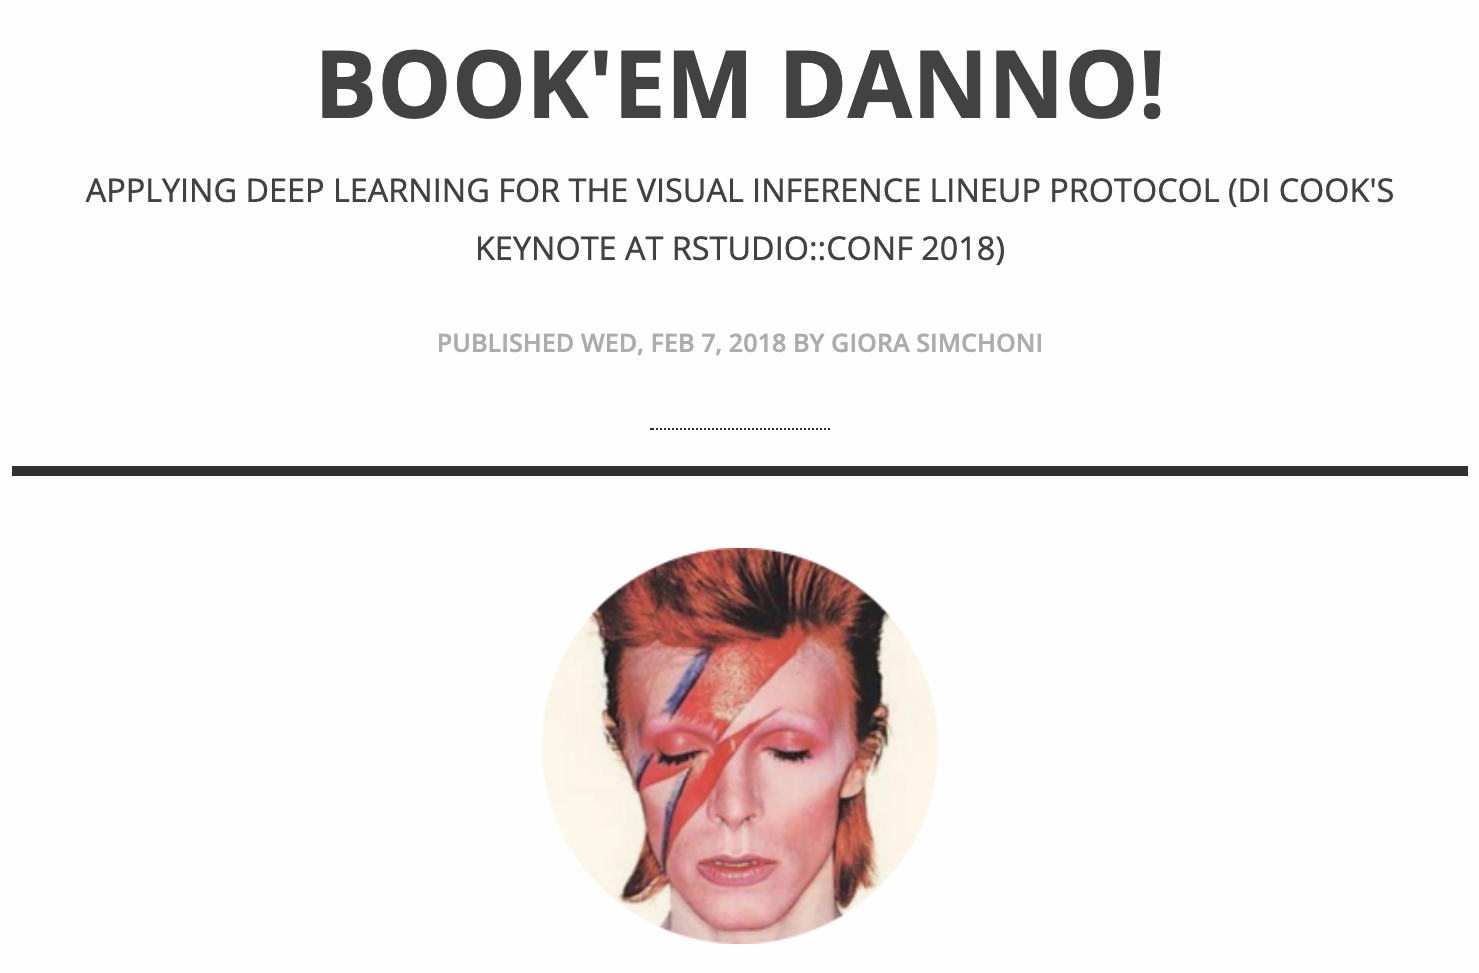 BOOK'EM DANNO!
APPLYING DEEP LEARNING FOR THE VISUAL INFERENCE LINEUP PROTOCOL (DI COOK'S
KEYNOTE AT RSTUDIO::CONF 2018)
PUBLISHED WED, FEB 7, 2018 BY GIORA SIMCHONI